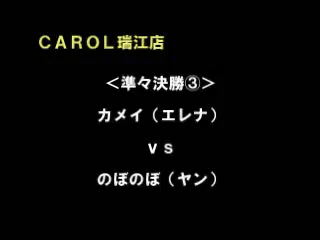 ＣＡＲＯＬ瑞江店
＜準々決勝③＞
カメイ（エレナ）
ｖｓ
のぼのぼ（ヤン）